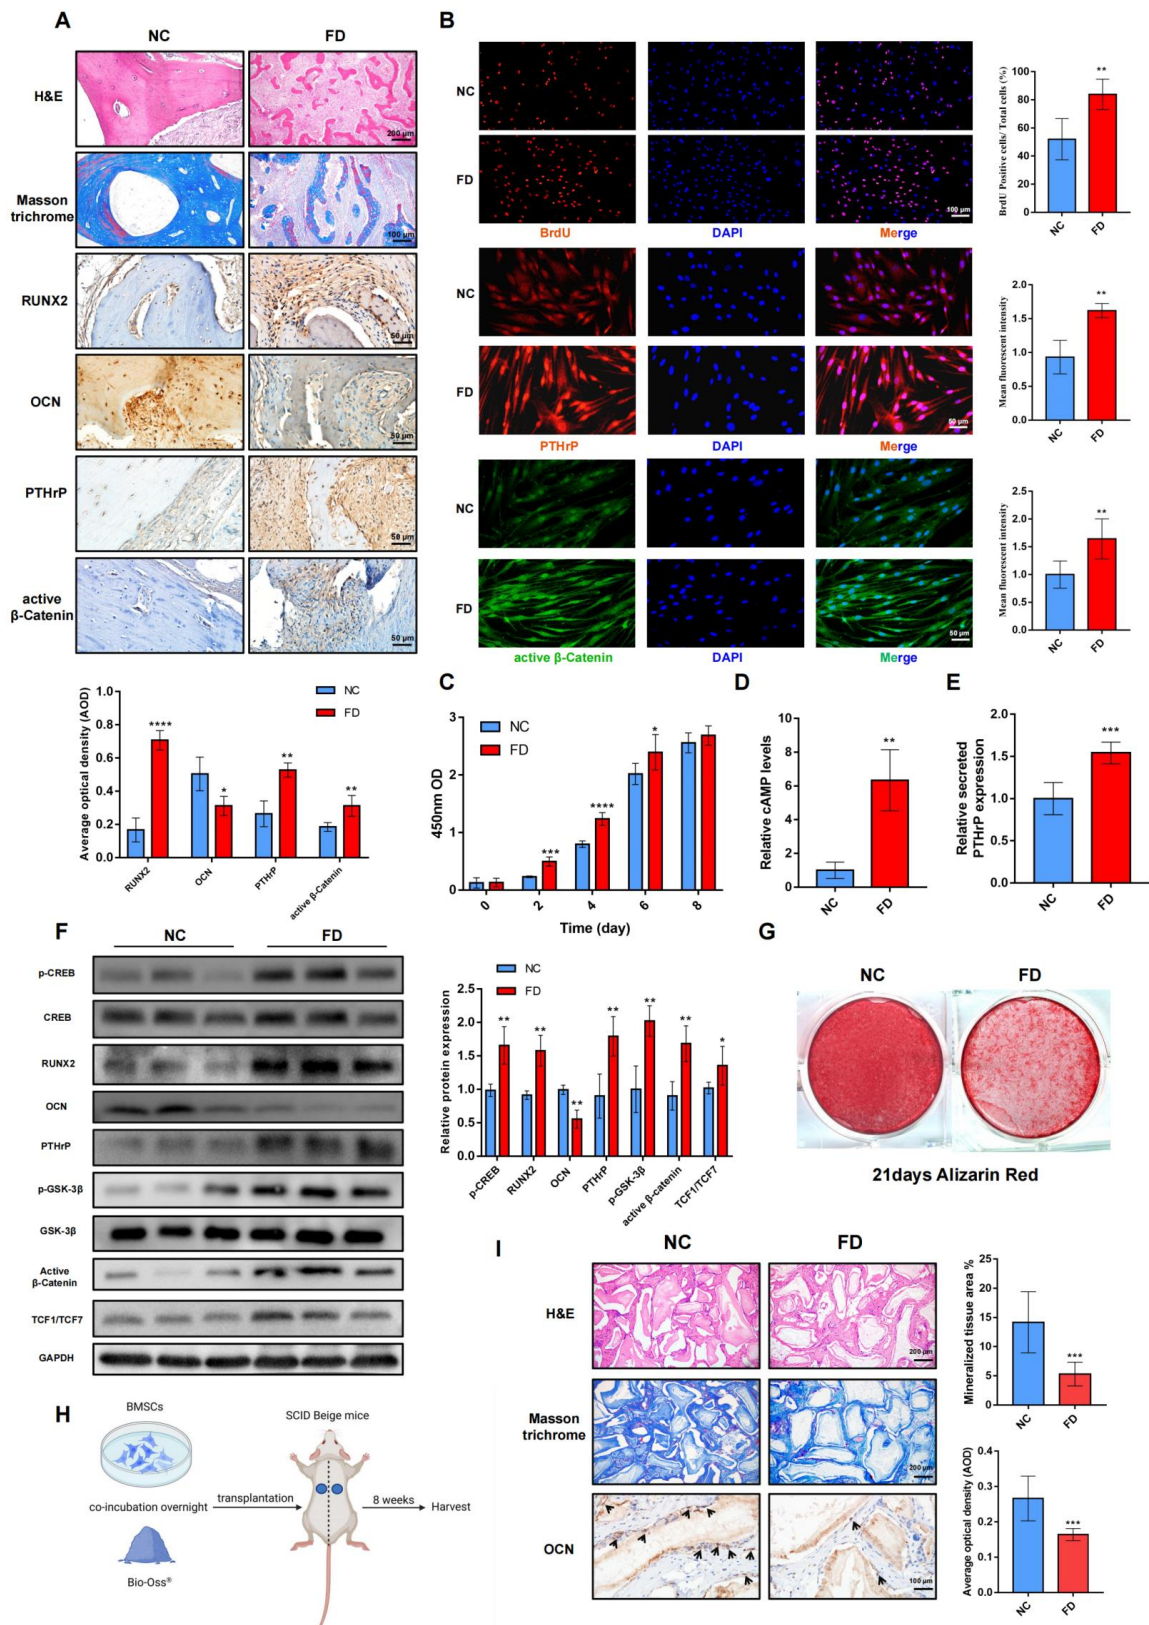 A
NC
FD
H&E
200 μm
Masson
trichrome
100 μm
RUNX2
50 μm
OCN
50 μm
PTHrP
50 μm
active
β-Catenin
50 μm
Average optical density (AOD)
1.0
0.8
0.6
0.4
0.2
0.0
NC
FD
****
*
**
**
RUNX2
OCN
PTHrP
active β-Catenin
B
NC
FD
100 μm
BrdU
DAPI
Merge
BrdU Positive cells/ Total cells (%)
100
80
60
40
20
0
**
NC
FD
NC
FD
50 μm
PTHrP
DAPI
Merge
Mean fluorescent intensity
2.0
1.5
1.0
0.5
0.0
**
NC
FD
NC
FD
50 μm
active β-Catenin
DAPI
Merge
Mean fluorescent intensity
2.5
2.0
1.5
1.0
0.5
0.0
**
NC
FD
C
450nm OD
3
2
1
0
NC
FD
***
****
*
0
2
4
6
8
Time (day)
D
Relative cAMP levels
10
8
6
4
2
0
**
NC
FD
E
Relative secreted
PTHrP expression
2.0
1.5
1.0
0.5
0.0
***
NC
FD
F
NC
FD
p-CREB
CREB
RUNX2
OCN
PTHrP
p-GSK-3β
GSK-3β
Active
β-Catenin
TCF1/TCF7
GAPDH
Relative protein expression
2.5
2.0
1.5
1.0
0.5
0.0
NC
FD
**
**
**
**
**
**
*
p-CREB
RUNX2
OCN
PTHrP
p-GSK-3β
active β-catenin
TCF1/TCF7
G
NC
FD
21days Alizarin Red
H
BMSCs
co-incubation overnight
Bio-Oss®
transplantation
SCID Beige mice
8 weeks
Harvest
I
NC
FD
H&E
200 μm
Masson
trichrome
200 μm
OCN
100 μm
Mineralized tissue area %
25
20
15
10
5
0
***
NC
FD
Average optical density (AOD)
0.4
0.3
0.2
0.1
0.0
***
NC
FD